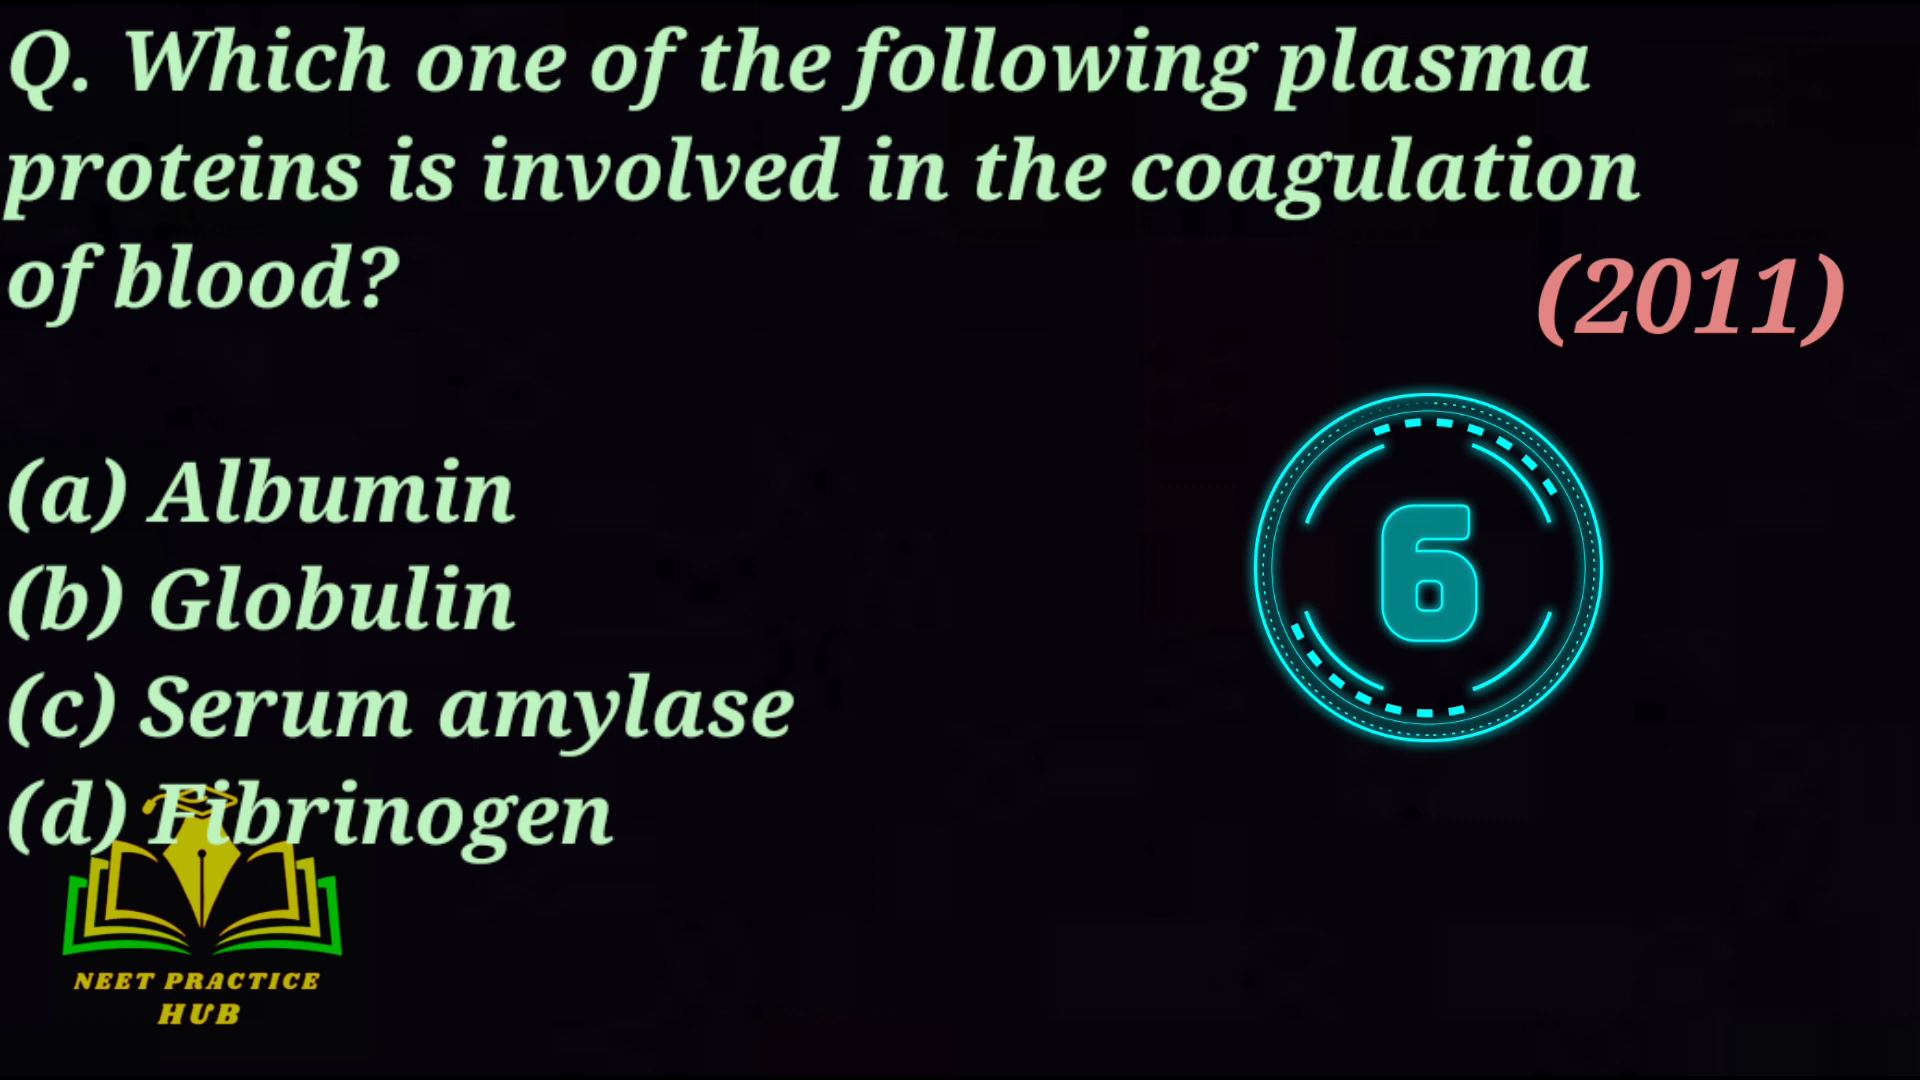 Q. Which one of the following plasma
proteins is involved in the coagulation
of blood?
(2011)
(a) Albumin
(b) Globulin
(c) Serum amylase
(d) Fibrinogen
6
NEET PRACTICE
HUB